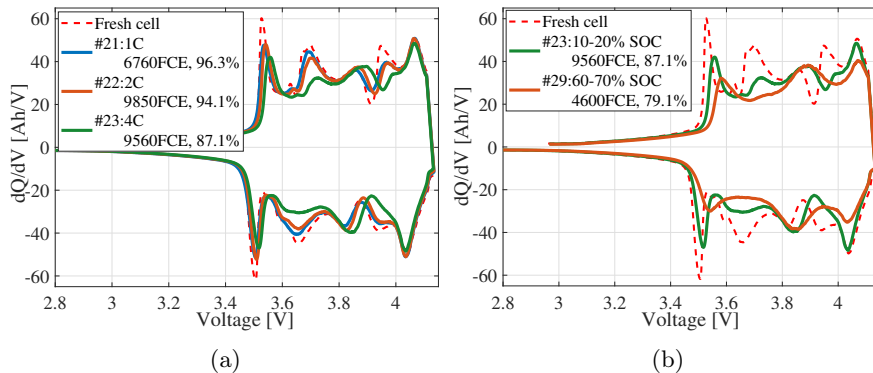 Fresh cell
#21:1C
6760FCE, 96.3%
#22:2C
9850FCE, 94.1%
#23:4C
9560FCE, 87.1%
dQ/dV [Ah/V]
60
40
20
0
-20
-40
-60
2.8 3 3.2 3.4 3.6 3.8 4
Voltage [V]
(a)
Fresh cell
#23:10-20% SOC
9560FCE, 87.1%
#29:60-70% SOC
4600FCE, 79.1%
dQ/dV [Ah/V]
60
40
20
0
-20
-40
-60
2.8 3 3.2 3.4 3.6 3.8 4
Voltage [V]
(b)